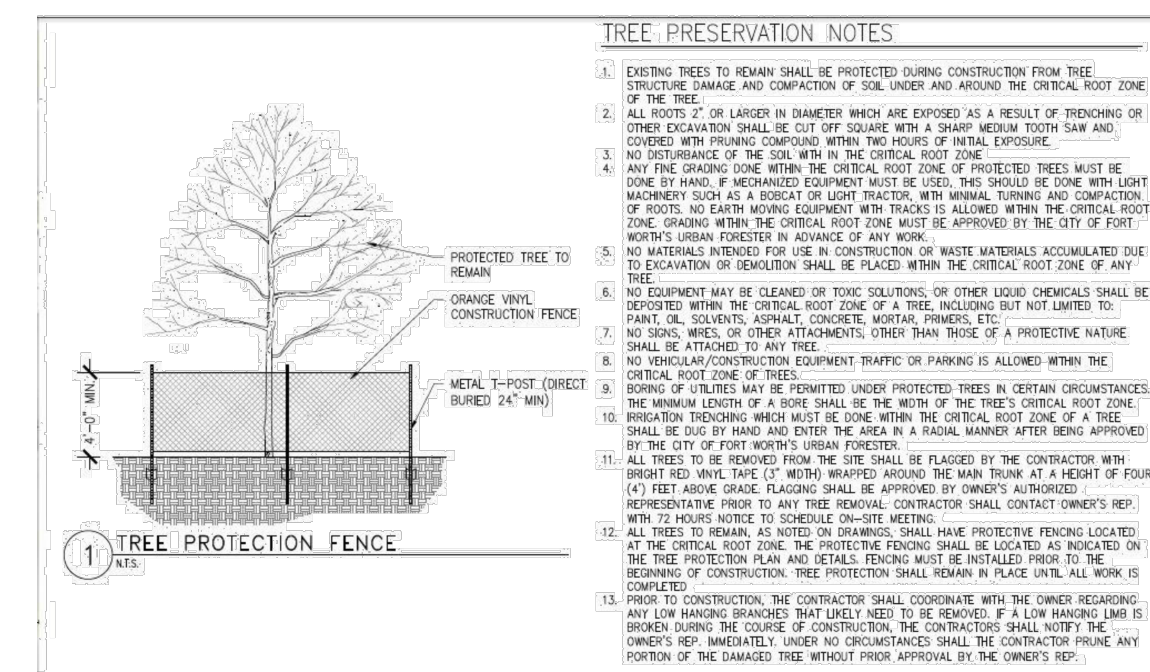 PROTECTED TREE TO
REMAIN
ORANGE VINYL
CONSTRUCTION FENCE
METAL T-POST (DIRECT
BURIED 24" MIN)
4'-0" MIN.
1
TREE PROTECTION FENCE
N.T.S.
TREE PRESERVATION NOTES
1. EXISTING TREES TO REMAIN SHALL BE PROTECTED DURING CONSTRUCTION FROM TREE
STRUCTURE DAMAGE AND COMPACTION OF SOIL UNDER AND AROUND THE CRITICAL ROOT ZONE
OF THE TREE.
2. ALL ROOTS 2" OR LARGER IN DIAMETER WHICH ARE EXPOSED AS A RESULT OF TRENCHING OR
OTHER EXCAVATION SHALL BE CUT OFF SQUARE WITH A SHARP MEDIUM TOOTH SAW AND
COVERED WITH PRUNING COMPOUND WITHIN TWO HOURS OF INITIAL EXPOSURE.
3. NO DISTURBANCE OF THE SOIL WITH IN THE CRITICAL ROOT ZONE
4. ANY FINE GRADING DONE WITHIN THE CRITICAL ROOT ZONE OF PROTECTED TREES MUST BE
DONE BY HAND. IF MECHANIZED EQUIPMENT MUST BE USED, THIS SHOULD BE DONE WITH LIGHT
MACHINERY SUCH AS A BOBCAT OR LIGHT TRACTOR, WITH MINIMAL TURNING AND COMPACTION
OF ROOTS. NO EARTH MOVING EQUIPMENT WITH TRACKS IS ALLOWED WITHIN THE CRITICAL ROOT
ZONE. GRADING WITHIN THE CRITICAL ROOT ZONE MUST BE APPROVED BY THE CITY OF FORT
WORTH'S URBAN FORESTER IN ADVANCE OF ANY WORK.
5. NO MATERIALS INTENDED FOR USE IN CONSTRUCTION OR WASTE MATERIALS ACCUMULATED DUE
TO EXCAVATION OR DEMOLITION SHALL BE PLACED WITHIN THE CRITICAL ROOT ZONE OF ANY
TREE.
6. NO EQUIPMENT MAY BE CLEANED OR TOXIC SOLUTIONS, OR OTHER LIQUID CHEMICALS SHALL BE
DEPOSITED WITHIN THE CRITICAL ROOT ZONE OF A TREE, INCLUDING BUT NOT LIMITED TO:
PAINT, OIL, SOLVENTS, ASPHALT, CONCRETE, MORTAR, PRIMERS, ETC.
7. NO SIGNS, WIRES, OR OTHER ATTACHMENTS, OTHER THAN THOSE OF A PROTECTIVE NATURE
SHALL BE ATTACHED TO ANY TREE.
8. NO VEHICULAR/CONSTRUCTION EQUIPMENT TRAFFIC OR PARKING IS ALLOWED WITHIN THE
CRITICAL ROOT ZONE OF TREES.
9. BORING OF UTILITIES MAY BE PERMITTED UNDER PROTECTED TREES IN CERTAIN CIRCUMSTANCES.
THE MINIMUM LENGTH OF A BORE SHALL BE THE WIDTH OF THE TREE'S CRITICAL ROOT ZONE.
10. IRRIGATION TRENCHING WHICH MUST BE DONE WITHIN THE CRITICAL ROOT ZONE OF A TREE
SHALL BE DUG BY HAND AND ENTER THE AREA IN A RADIAL MANNER AFTER BEING APPROVED
BY THE CITY OF FORT WORTH'S URBAN FORESTER.
11. ALL TREES TO BE REMOVED FROM THE SITE SHALL BE FLAGGED BY THE CONTRACTOR WITH
BRIGHT RED VINYL TAPE (3" WIDTH) WRAPPED AROUND THE MAIN TRUNK AT A HEIGHT OF FOUR
(4') FEET ABOVE GRADE. FLAGGING SHALL BE APPROVED BY OWNER'S AUTHORIZED
REPRESENTATIVE PRIOR TO ANY TREE REMOVAL. CONTRACTOR SHALL CONTACT OWNER'S REP.
WITH 72 HOURS NOTICE TO SCHEDULE ON-SITE MEETING.
12. ALL TREES TO REMAIN, AS NOTED ON DRAWINGS, SHALL HAVE PROTECTIVE FENCING LOCATED
AT THE CRITICAL ROOT ZONE. THE PROTECTIVE FENCING SHALL BE LOCATED AS INDICATED ON
THE TREE PROTECTION PLAN AND DETAILS. FENCING MUST BE INSTALLED PRIOR TO THE
BEGINNING OF CONSTRUCTION. TREE PROTECTION SHALL REMAIN IN PLACE UNTIL ALL WORK IS
COMPLETED
13. PRIOR TO CONSTRUCTION, THE CONTRACTOR SHALL COORDINATE WITH THE OWNER REGARDING
ANY LOW HANGING BRANCHES THAT LIKELY NEED TO BE REMOVED. IF A LOW HANGING LIMB IS
BROKEN DURING THE COURSE OF CONSTRUCTION, THE CONTRACTORS SHALL NOTIFY THE
OWNER'S REP. IMMEDIATELY. UNDER NO CIRCUMSTANCES SHALL THE CONTRACTOR PRUNE ANY
PORTION OF THE DAMAGED TREE WITHOUT PRIOR APPROVAL BY THE OWNER'S REP.